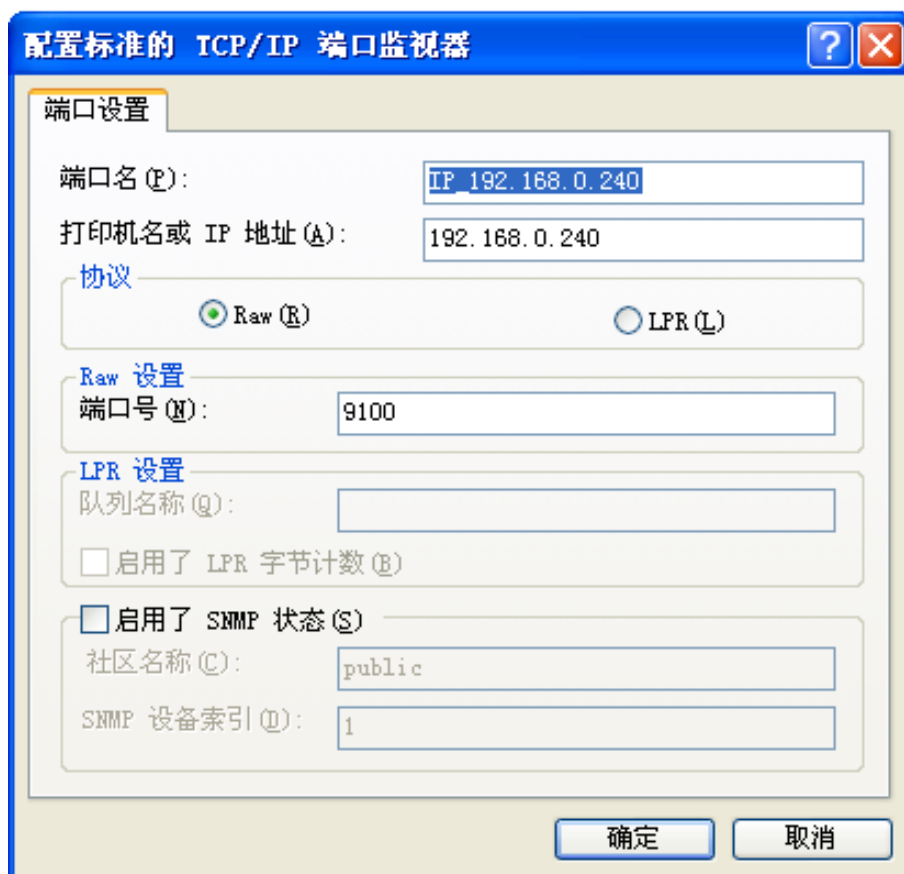 配置标准的 TCP/IP 端口监视器
端口设置
端口名(P): IP_192.168.0.240
打印机名或 IP 地址(A): 192.168.0.240
协议
Raw(R) LPR(L)
Raw 设置
端口号(N): 9100
LPR 设置
队列名称(Q):
启用了 LPR 字节计数(B)
启用了 SNMP 状态(S)
社区名称(C): public
SNMP 设备索引(D): 1
确定 取消